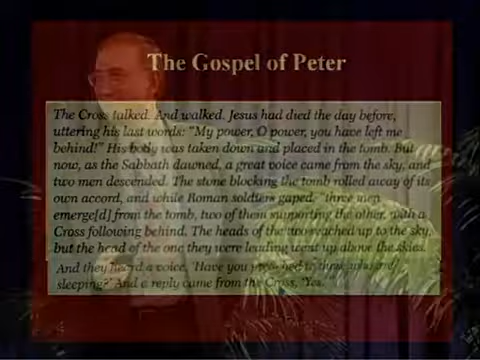 The Gospel of Peter
The Cross talked. And walked. Jesus had died the day before,
uttering his last words: "My power, O power, you have left me
behind!" His body was taken down and placed in the tomb. But
now, as the Sabbath dawned, a great voice came from the sky, and
two men descended. The stone blocking the tomb rolled away of its
own accord, and while Roman soldiers gaped, "three men
emerge[d] from the tomb, two of them supporting the other, with a
Cross following behind. The heads of the two reached up to the sky,
but the head of the one they were leading went up above the skies.
And they heard a voice, 'Have you preached to
sleeping?' And a reply came from the Cross, 'Yes.'